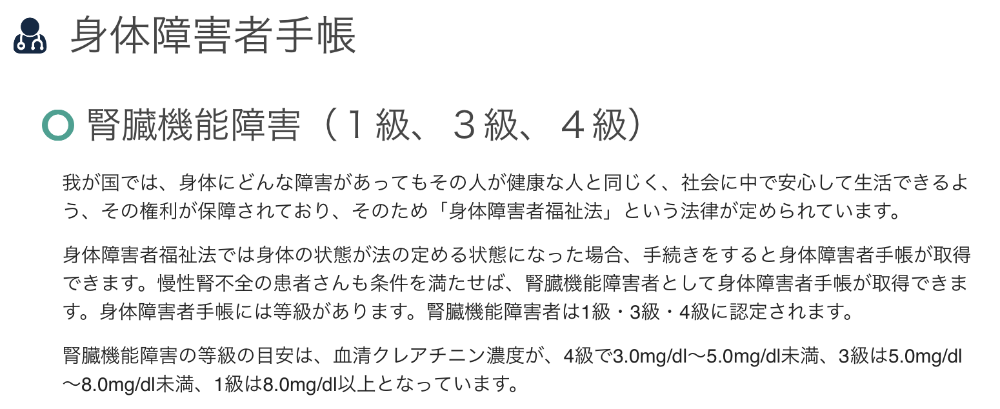 身体障害者手帳
腎臓機能障害（１級、３級、４級）
我が国では、身体にどんな障害があってもその人が健康な人と同じく、社会に中で安心して生活できるよ
う、その権利が保障されており、そのため「身体障害者福祉法」という法律が定められています。
身体障害者福祉法では身体の状態が法の定める状態になった場合、手続きをすると身体障害者手帳が取得
できます。慢性腎不全の患者さんも条件を満たせば、腎臓機能障害者として身体障害者手帳が取得できま
す。身体障害者手帳には等級があります。腎臓機能障害者は1級・3級・4級に認定されます。
腎臓機能障害の等級の目安は、血清クレアチニン濃度が、4級で3.0mg/dl〜5.0mg/dl未満、3級は5.0mg/dl
〜8.0mg/dl未満、1級は8.0mg/dl以上となっています。